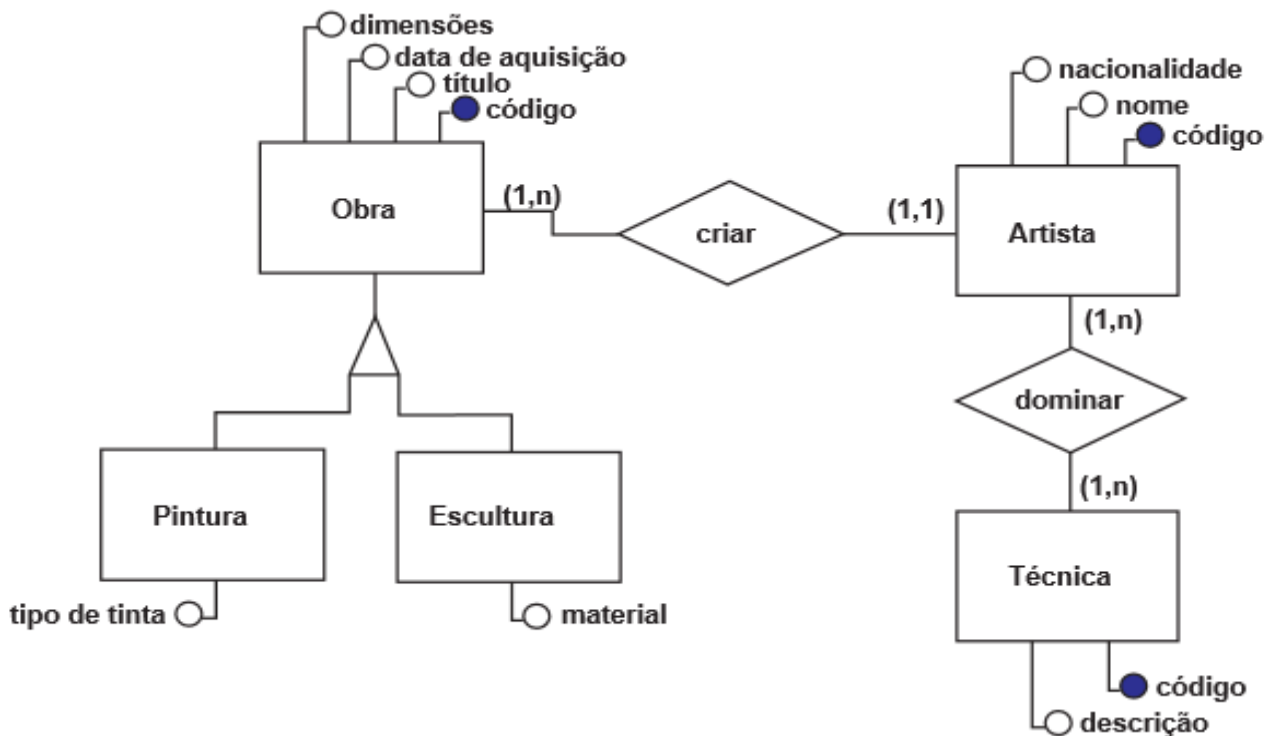 dimensões
data de aquisição
título
código
Obra
(1,n)
criar
(1,1)
nacionalidade
nome
código
Artista
(1,n)
dominar
(1,n)
Técnica
código
descrição
Pintura
tipo de tinta
Escultura
material